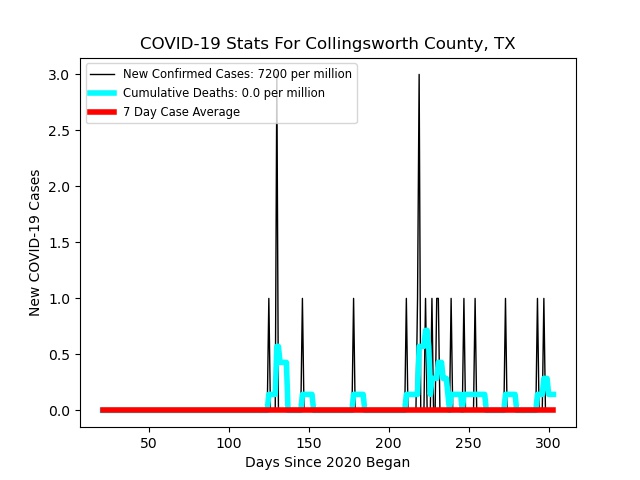 COVID-19 Stats For Collingsworth County, TX
New Confirmed Cases: 7200 per million
Cumulative Deaths: 0.0 per million
7 Day Case Average
New COVID-19 Cases
3.0
2.5
2.0
1.5
1.0
0.5
0.0
50 100 150 200 250 300
Days Since 2020 Began